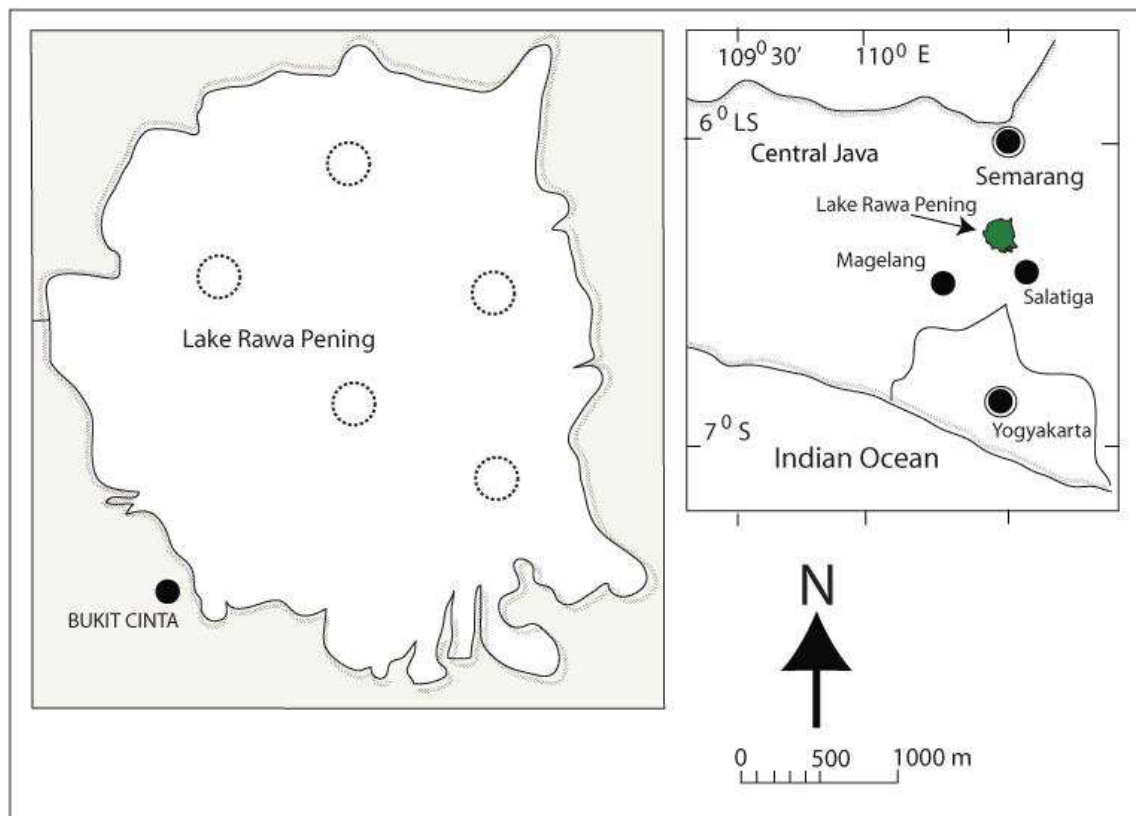 Lake Rawa Pening
BUKIT CINTA
109⁰ 30' 110⁰ E
6⁰ LS
Central Java
Semarang
Lake Rawa Pening
Magelang
Salatiga
7⁰ S
Yogyakarta
Indian Ocean
N
0 500 1000 m